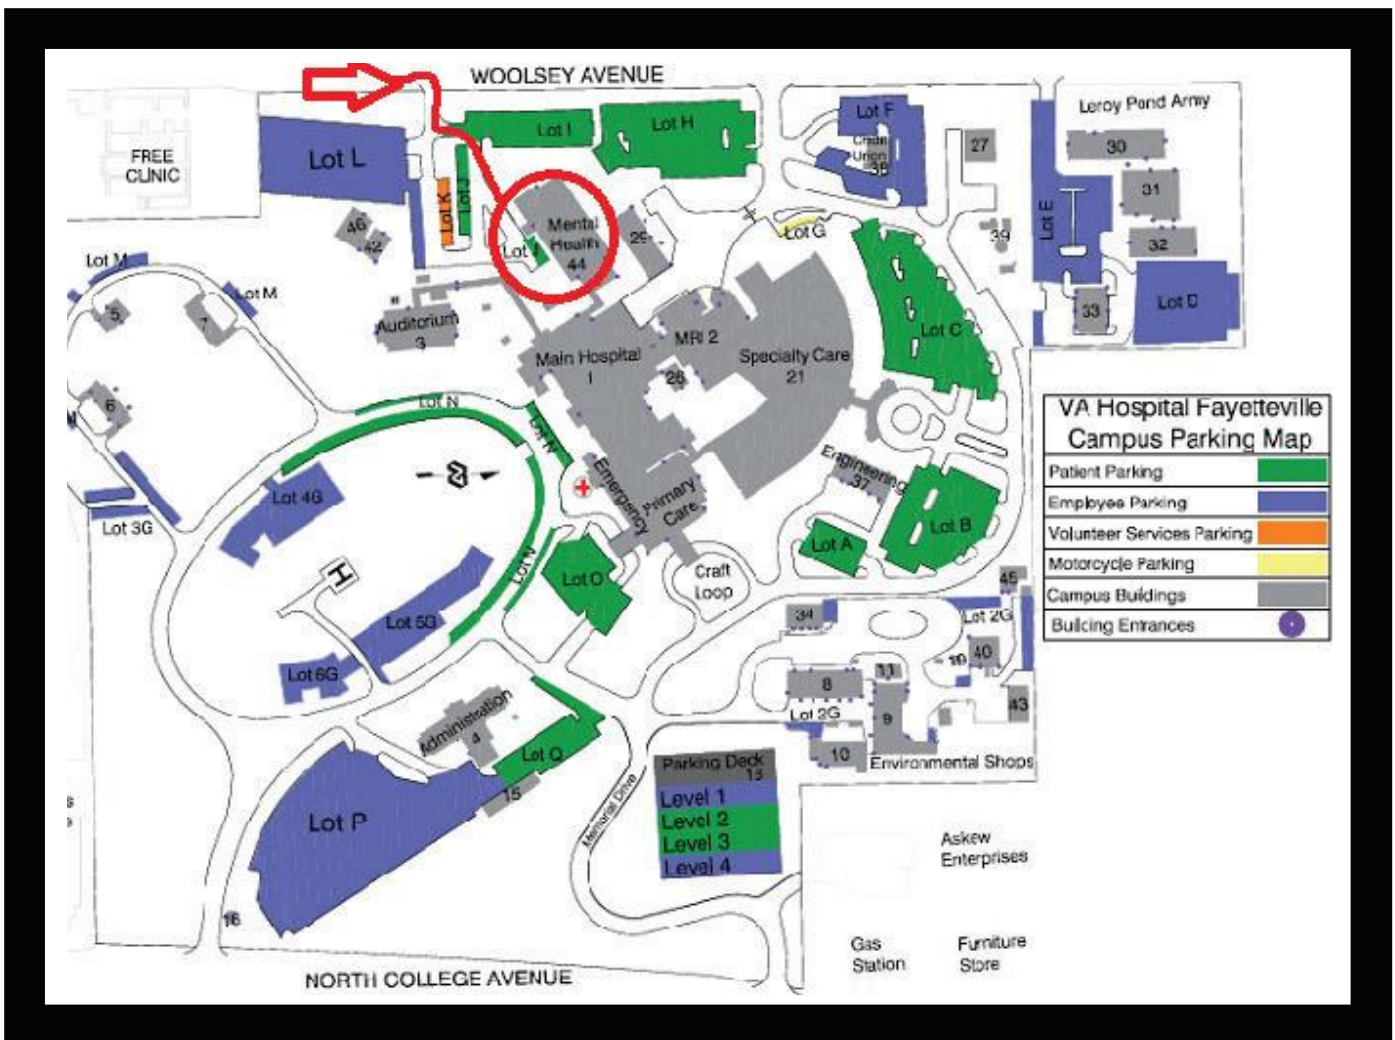 WOOLSEY AVENUE
Leroy Pond Army
FREE
CLINIC
Lot L
Lot I
Lot H
Lot F
Credit
Union
38
27
30
31
32
33
Lot E
Lot D
39
Lot K
Lot J
46
42
Mental
Health
44
29
Lot G
Lot C
Lot M
Lot M
5
7
6
Auditorium
3
Main Hospital
1
MRI 2
28
Specialty Care
21
Lot N
Lot N
Lot N
Emergency
Primary
Care
Engineering
37
Lot A
Lot B
Lot O
Craft
Loop
Lot 4G
Lot 3G
H
Lot 5G
Lot 6G
VA Hospital Fayetteville
Campus Parking Map
Patient Parking
Employee Parking
Volunteer Services Parking
Motorcycle Parking
Campus Buildings
Building Entrances
34
45
Lot 2G
40
19
11
8
Lot 2G
9
43
10
Environmental Shops
Administration
4
Lot Q
15
Lot P
16
Memorial Drive
Parking Deck
13
Level 1
Level 2
Level 3
Level 4
Askew
Enterprises
Gas
Station
Furniture
Store
NORTH COLLEGE AVENUE